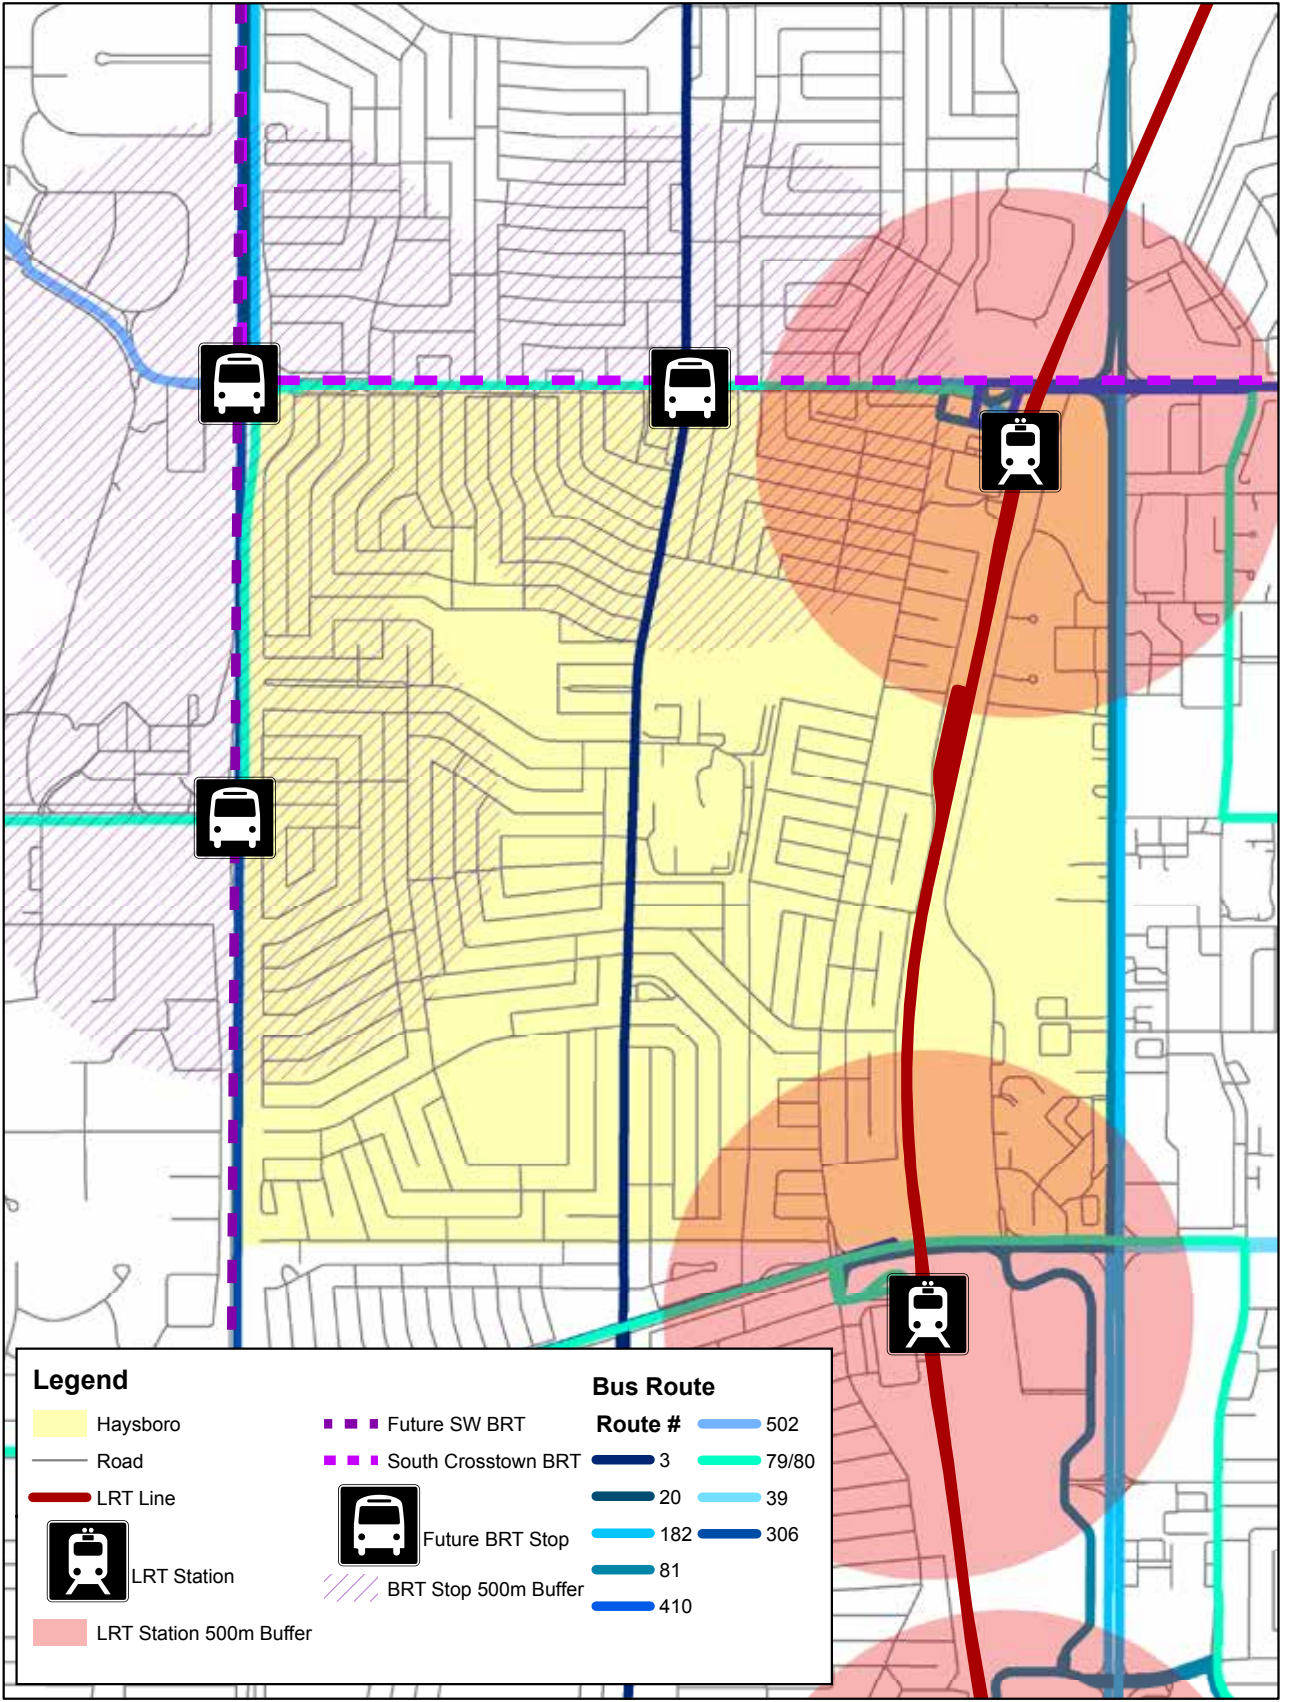 Legend
Haysboro
Road
LRT Line
LRT Station
LRT Station 500m Buffer
Future SW BRT
South Crosstown BRT
Future BRT Stop
BRT Stop 500m Buffer
Bus Route
Route #
3
20
182
81
410
502
79/80
39
306